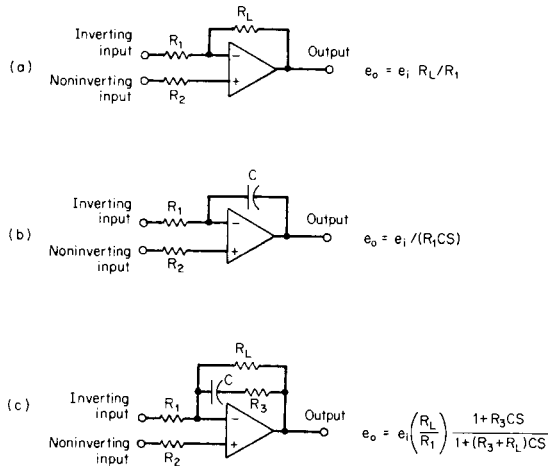 (a)
Inverting input
R1
RL
Output
Noninverting input
R2
−
+
eo = ei RL/R1
(b)
Inverting input
R1
C
Output
Noninverting input
R2
−
+
eo = ei/(R1CS)
(c)
RL
C
R3
Inverting input
R1
Output
Noninverting input
R2
−
+
eo = ei(RL/R1) 1+R3CS/1+(R3+RL)CS